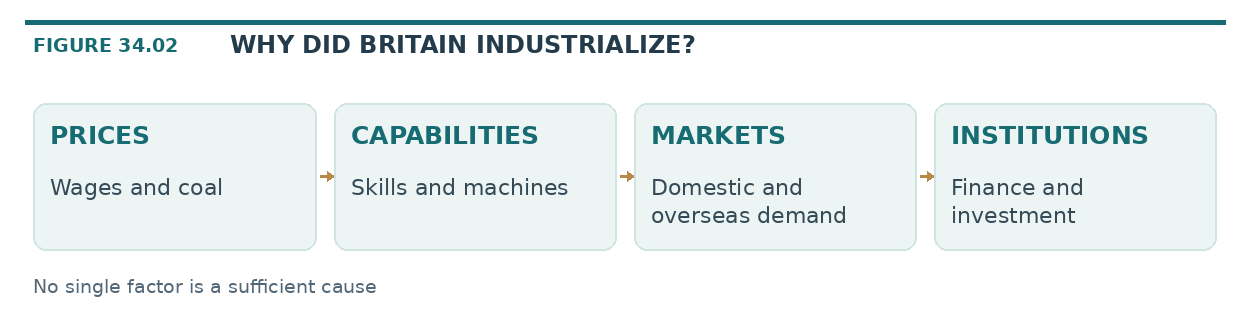 FIGURE 34.02 WHY DID BRITAIN INDUSTRIALIZE?
PRICES
Wages and coal
CAPABILITIES
Skills and machines
MARKETS
Domestic and
overseas demand
INSTITUTIONS
Finance and
investment
No single factor is a sufficient cause